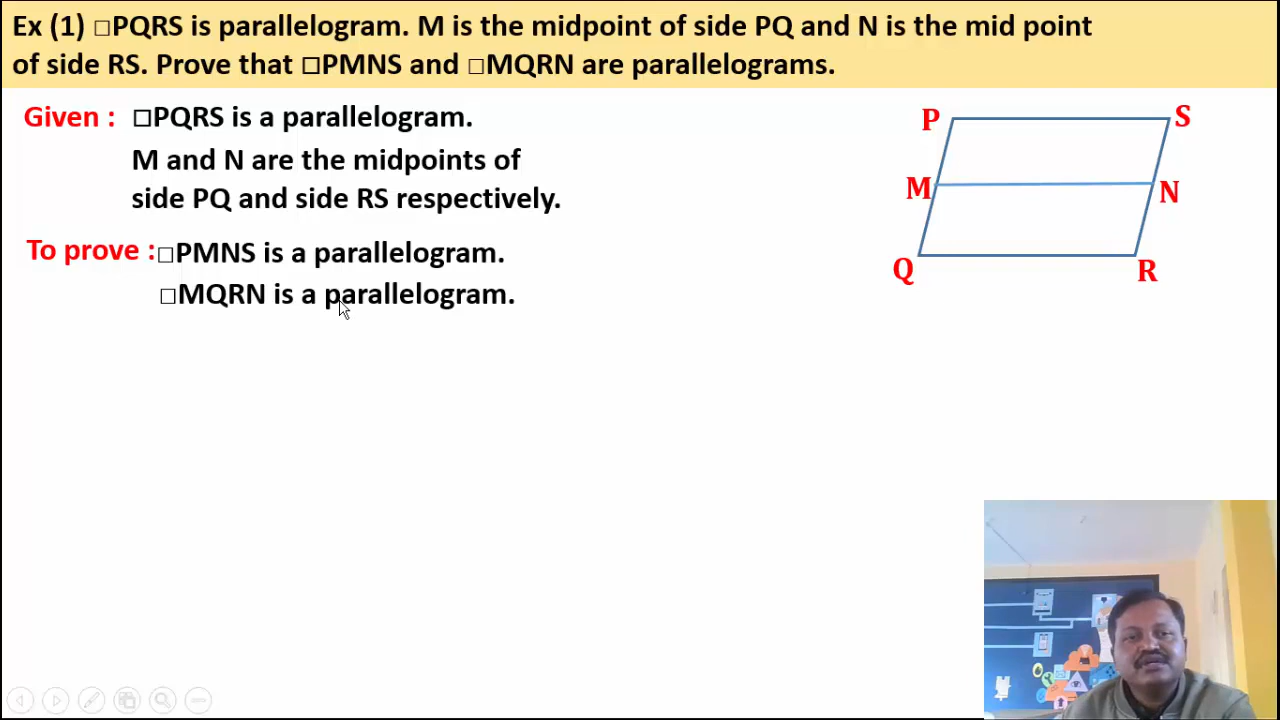 Ex (1) □PQRS is parallelogram. M is the midpoint of side PQ and N is the mid point
of side RS. Prove that □PMNS and □MQRN are parallelograms.
Given : □PQRS is a parallelogram.
M and N are the midpoints of
side PQ and side RS respectively.
To prove : □PMNS is a parallelogram.
□MQRN is a parallelogram.
P
S
M
N
Q
R